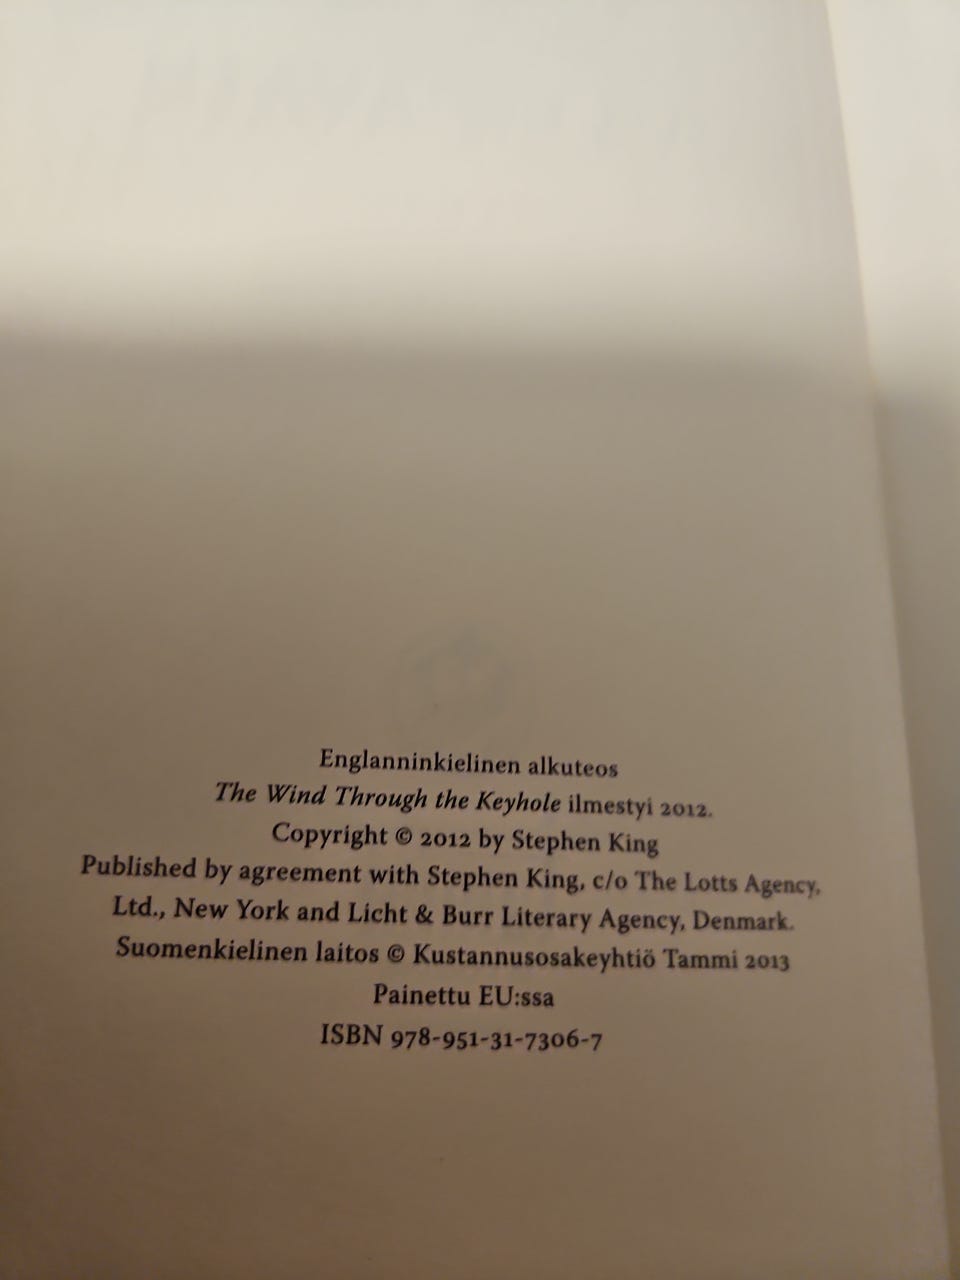 Englanninkielinen alkuteos
The Wind Through the Keyhole ilmestyi 2012.
Copyright © 2012 by Stephen King
Published by agreement with Stephen King, c/o The Lotts Agency,
Ltd., New York and Licht & Burr Literary Agency, Denmark.
Suomenkielinen laitos © Kustannusosakeyhtiö Tammi 2013
Painettu EU:ssa
ISBN 978-951-31-7306-7